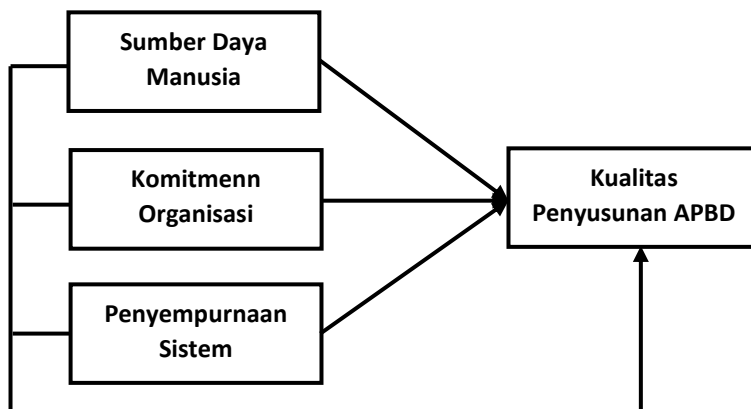 Sumber Daya
Manusia
Komitmenn
Organisasi
Kualitas
Penyusunan APBD
Penyempurnaan
Sistem